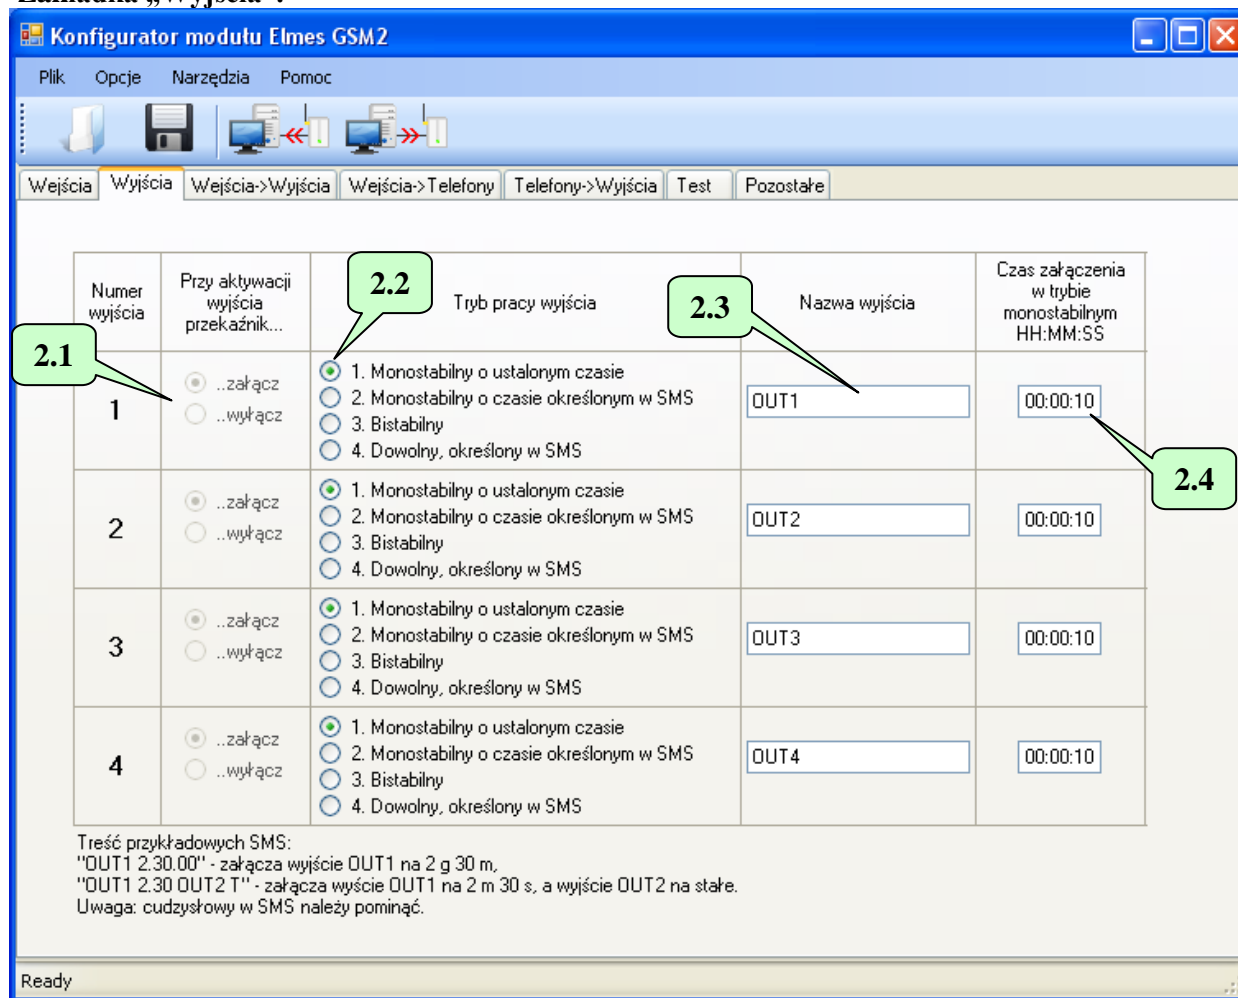 Zakładka „Wyjścia”.
Konfigurator modułu Elmes GSM2
Plik Opcje Narzędzia Pomoc
Wejścia Wyjścia Wejścia->Wyjścia Wejścia->Telefony Telefony->Wyjścia Test Pozostałe
Numer wyjścia
Przy aktywacji wyjścia przekaźnik...
2.2
Tryb pracy wyjścia
2.3
Nazwa wyjścia
Czas załączenia w trybie monostabilnym HH:MM:SS
2.1
1
..załącz
..wyłącz
1. Monostabilny o ustalonym czasie
2. Monostabilny o czasie określonym w SMS
3. Bistabilny
4. Dowolny, określony w SMS
OUT1
00:00:10
2.4
2
..załącz
..wyłącz
1. Monostabilny o ustalonym czasie
2. Monostabilny o czasie określonym w SMS
3. Bistabilny
4. Dowolny, określony w SMS
OUT2
00:00:10
3
..załącz
..wyłącz
1. Monostabilny o ustalonym czasie
2. Monostabilny o czasie określonym w SMS
3. Bistabilny
4. Dowolny, określony w SMS
OUT3
00:00:10
4
..załącz
..wyłącz
1. Monostabilny o ustalonym czasie
2. Monostabilny o czasie określonym w SMS
3. Bistabilny
4. Dowolny, określony w SMS
OUT4
00:00:10
Treść przykładowych SMS:
"OUT1 2.30.00" - załącza wyjście OUT1 na 2 g 30 m,
"OUT1 2.30 OUT2 T" - załącza wyście OUT1 na 2 m 30 s, a wyjście OUT2 na stałe.
Uwaga: cudzysłowy w SMS należy pominąć.
Ready